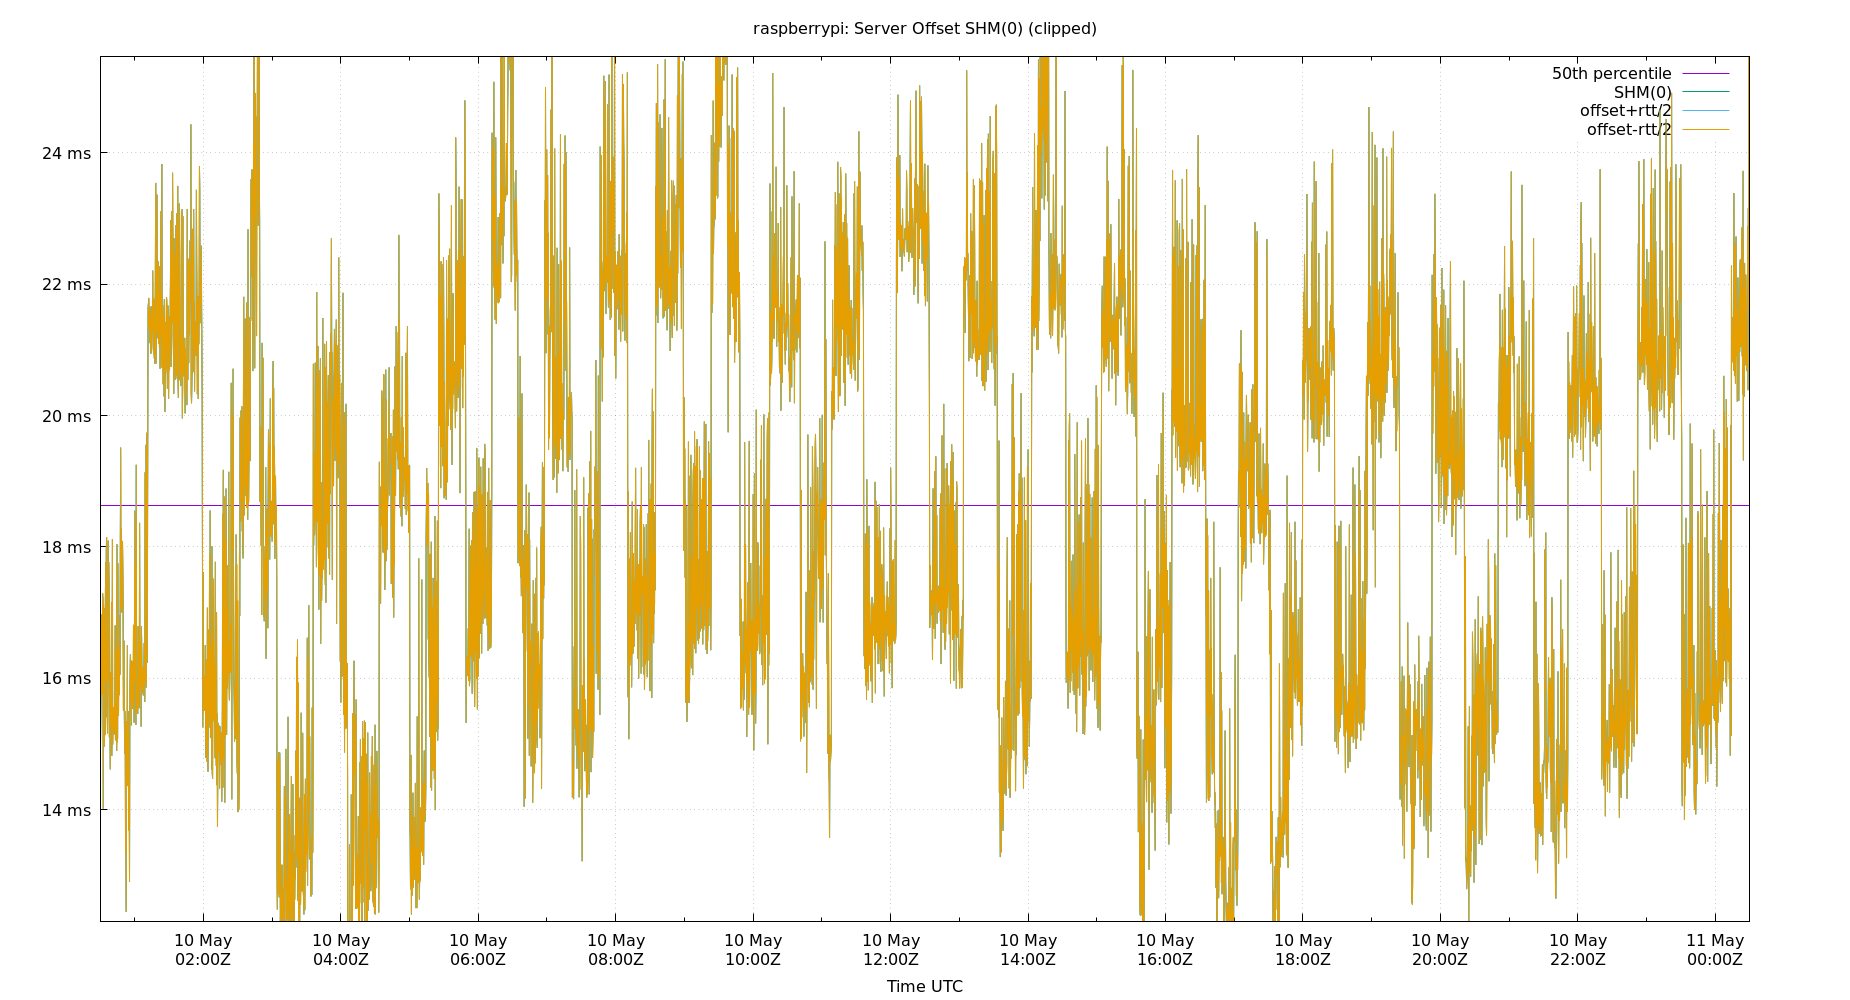 raspberrypi: Server Offset SHM(0) (clipped)
50th percentile
SHM(0)
offset+rtt/2
offset-rtt/2
24 ms
22 ms
20 ms
18 ms
16 ms
14 ms
10 May 10 May 10 May 10 May 10 May 10 May 10 May 10 May 10 May 10 May 10 May 11 May
02:00Z 04:00Z 06:00Z 08:00Z 10:00Z 12:00Z 14:00Z 16:00Z 18:00Z 20:00Z 22:00Z 00:00Z
Time UTC